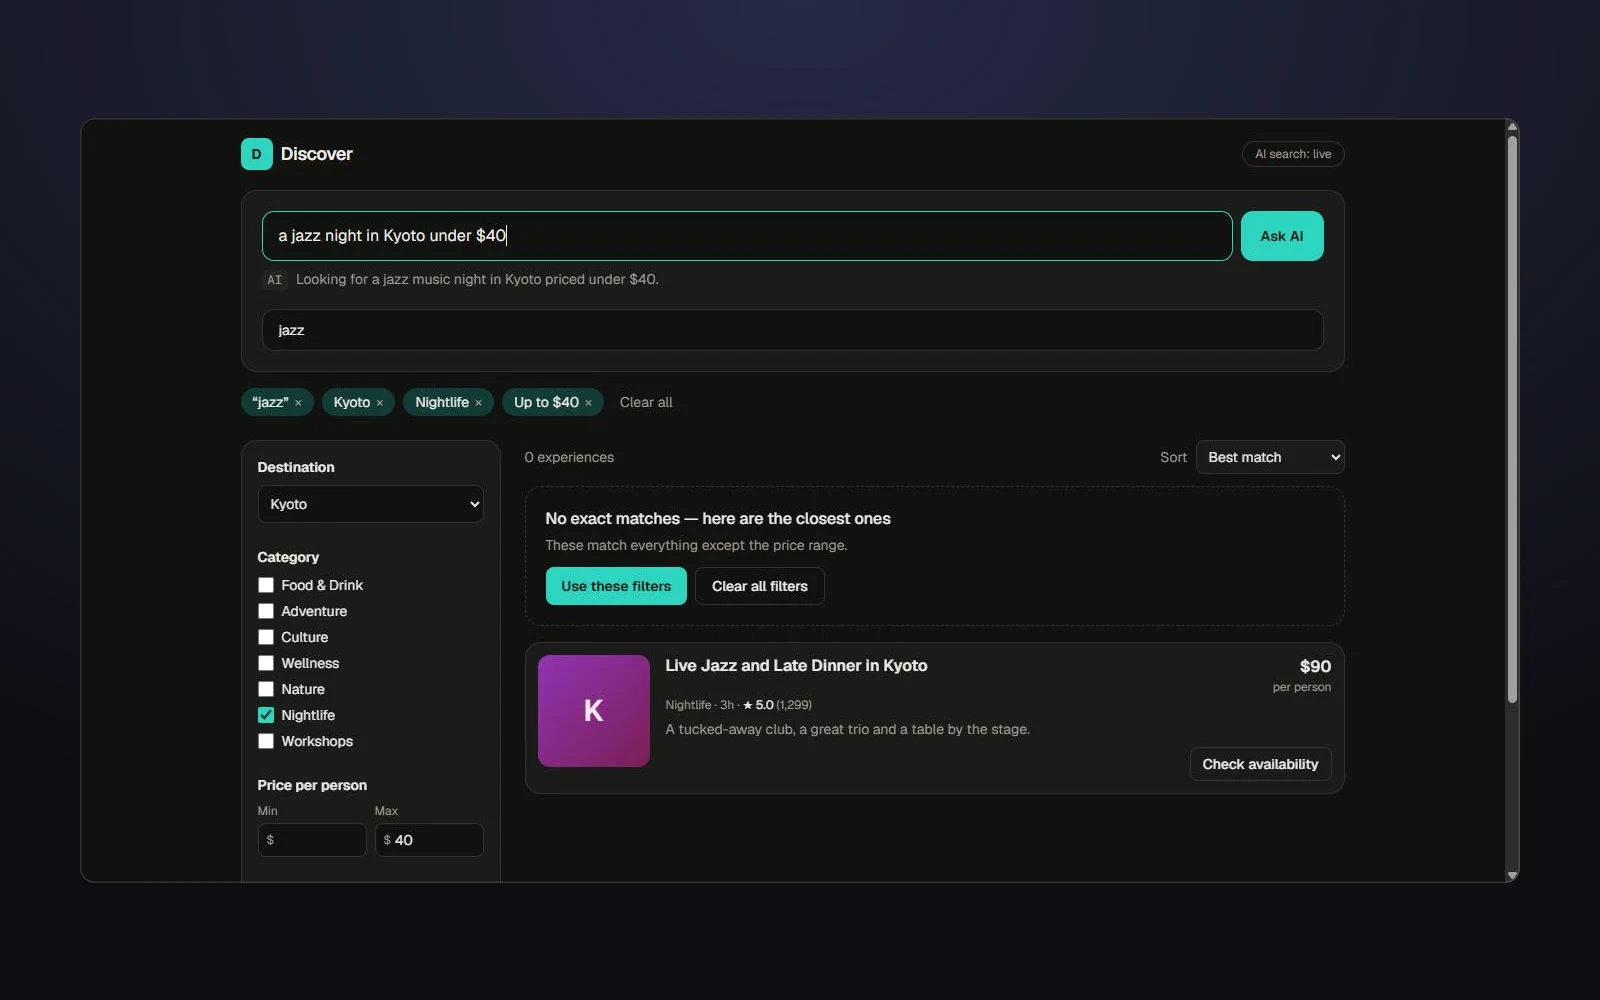 D Discover
AI search: live
a jazz night in Kyoto under $40
Ask AI
AI Looking for a jazz music night in Kyoto priced under $40.
jazz
“jazz” × Kyoto × Nightlife × Up to $40 × Clear all
Destination
Kyoto
Category
Food & Drink
Adventure
Culture
Wellness
Nature
Nightlife
Workshops
Price per person
Min Max
$ $ 40
0 experiences
Sort Best match
No exact matches — here are the closest ones
These match everything except the price range.
Use these filters Clear all filters
K
Live Jazz and Late Dinner in Kyoto
$90
per person
Nightlife · 3h · ★ 5.0 (1,299)
A tucked-away club, a great trio and a table by the stage.
Check availability